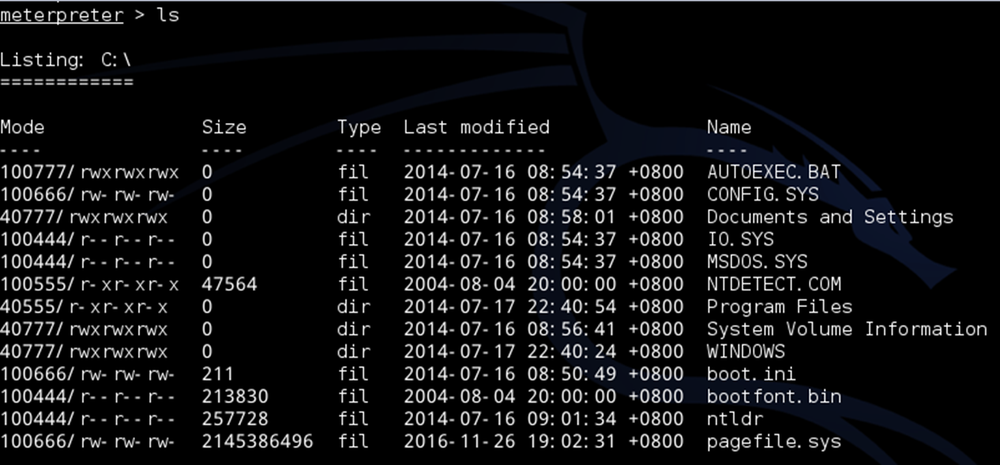 meterpreter > ls
Listing: C:\
============
Mode Size Type Last modified Name
---- ---- ---- ------------- ----
100777/rwxrwxrwx 0 fil 2014-07-16 08:54:37 +0800 AUTOEXEC.BAT
100666/rw-rw-rw- 0 fil 2014-07-16 08:54:37 +0800 CONFIG.SYS
40777/rwxrwxrwx 0 dir 2014-07-16 08:58:01 +0800 Documents and Settings
100444/r--r--r-- 0 fil 2014-07-16 08:54:37 +0800 IO.SYS
100444/r--r--r-- 0 fil 2014-07-16 08:54:37 +0800 MSDOS.SYS
100555/r-xr-xr-x 47564 fil 2004-08-04 20:00:00 +0800 NTDETECT.COM
40555/r-xr-xr-x 0 dir 2014-07-17 22:40:54 +0800 Program Files
40777/rwxrwxrwx 0 dir 2014-07-16 08:56:41 +0800 System Volume Information
40777/rwxrwxrwx 0 dir 2014-07-17 22:40:24 +0800 WINDOWS
100666/rw-rw-rw- 211 fil 2014-07-16 08:50:49 +0800 boot.ini
100444/r--r--r-- 213830 fil 2004-08-04 20:00:00 +0800 bootfont.bin
100444/r--r--r-- 257728 fil 2014-07-16 09:01:34 +0800 ntldr
100666/rw-rw-rw- 2145386496 fil 2016-11-26 19:02:31 +0800 pagefile.sys